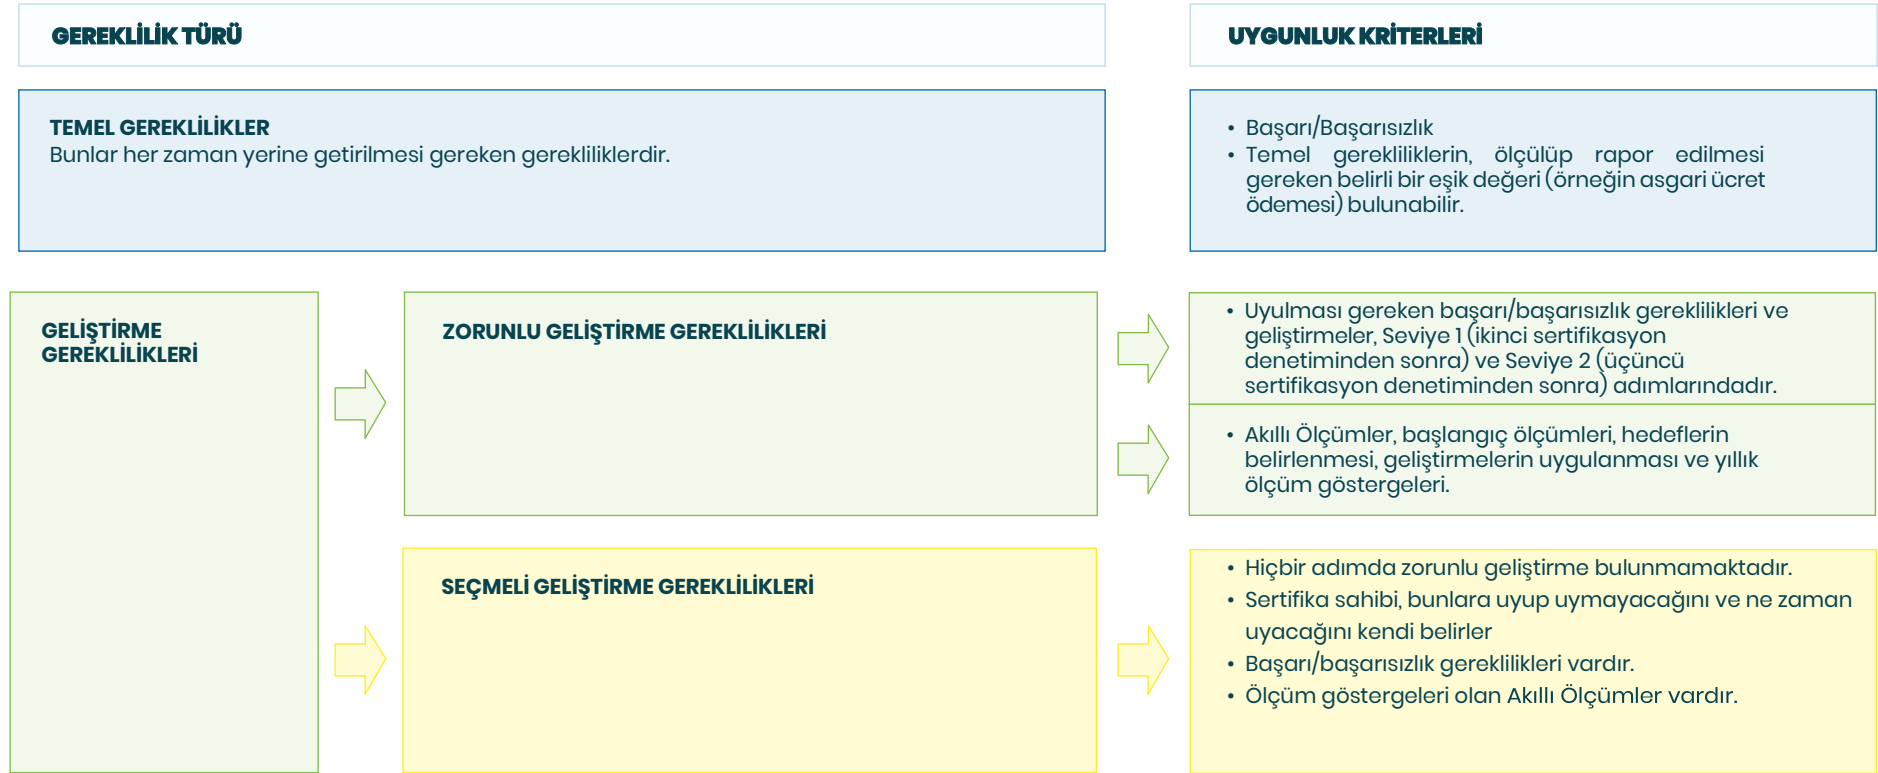 GEREKLİLİK TÜRÜ
UYGUNLUK KRİTERLERİ
TEMEL GEREKLİLİKLER
Bunlar her zaman yerine getirilmesi gereken gerekliliklerdir.
• Başarı/Başarısızlık
• Temel gerekliliklerin, ölçülüp rapor edilmesi
gereken belirli bir eşik değeri (örneğin asgari ücret
ödemesi) bulunabilir.
GELİŞTİRME
GEREKLİLİKLERİ
ZORUNLU GELİŞTİRME GEREKLİLİKLERİ
• Uyulması gereken başarı/başarısızlık gereklilikleri ve
geliştirmeler, Seviye 1 (ikinci sertifikasyon
denetiminden sonra) ve Seviye 2 (üçüncü
sertifikasyon denetiminden sonra) adımlarındadır.
• Akıllı Ölçümler, başlangıç ölçümleri, hedeflerin
belirlenmesi, geliştirmelerin uygulanması ve yıllık
ölçüm göstergeleri.
SEÇMELİ GELİŞTİRME GEREKLİLİKLERİ
• Hiçbir adımda zorunlu geliştirme bulunmamaktadır.
• Sertifika sahibi, bunlara uyup uymayacağını ve ne zaman
uyacağını kendi belirler
• Başarı/başarısızlık gereklilikleri vardır.
• Ölçüm göstergeleri olan Akıllı Ölçümler vardır.